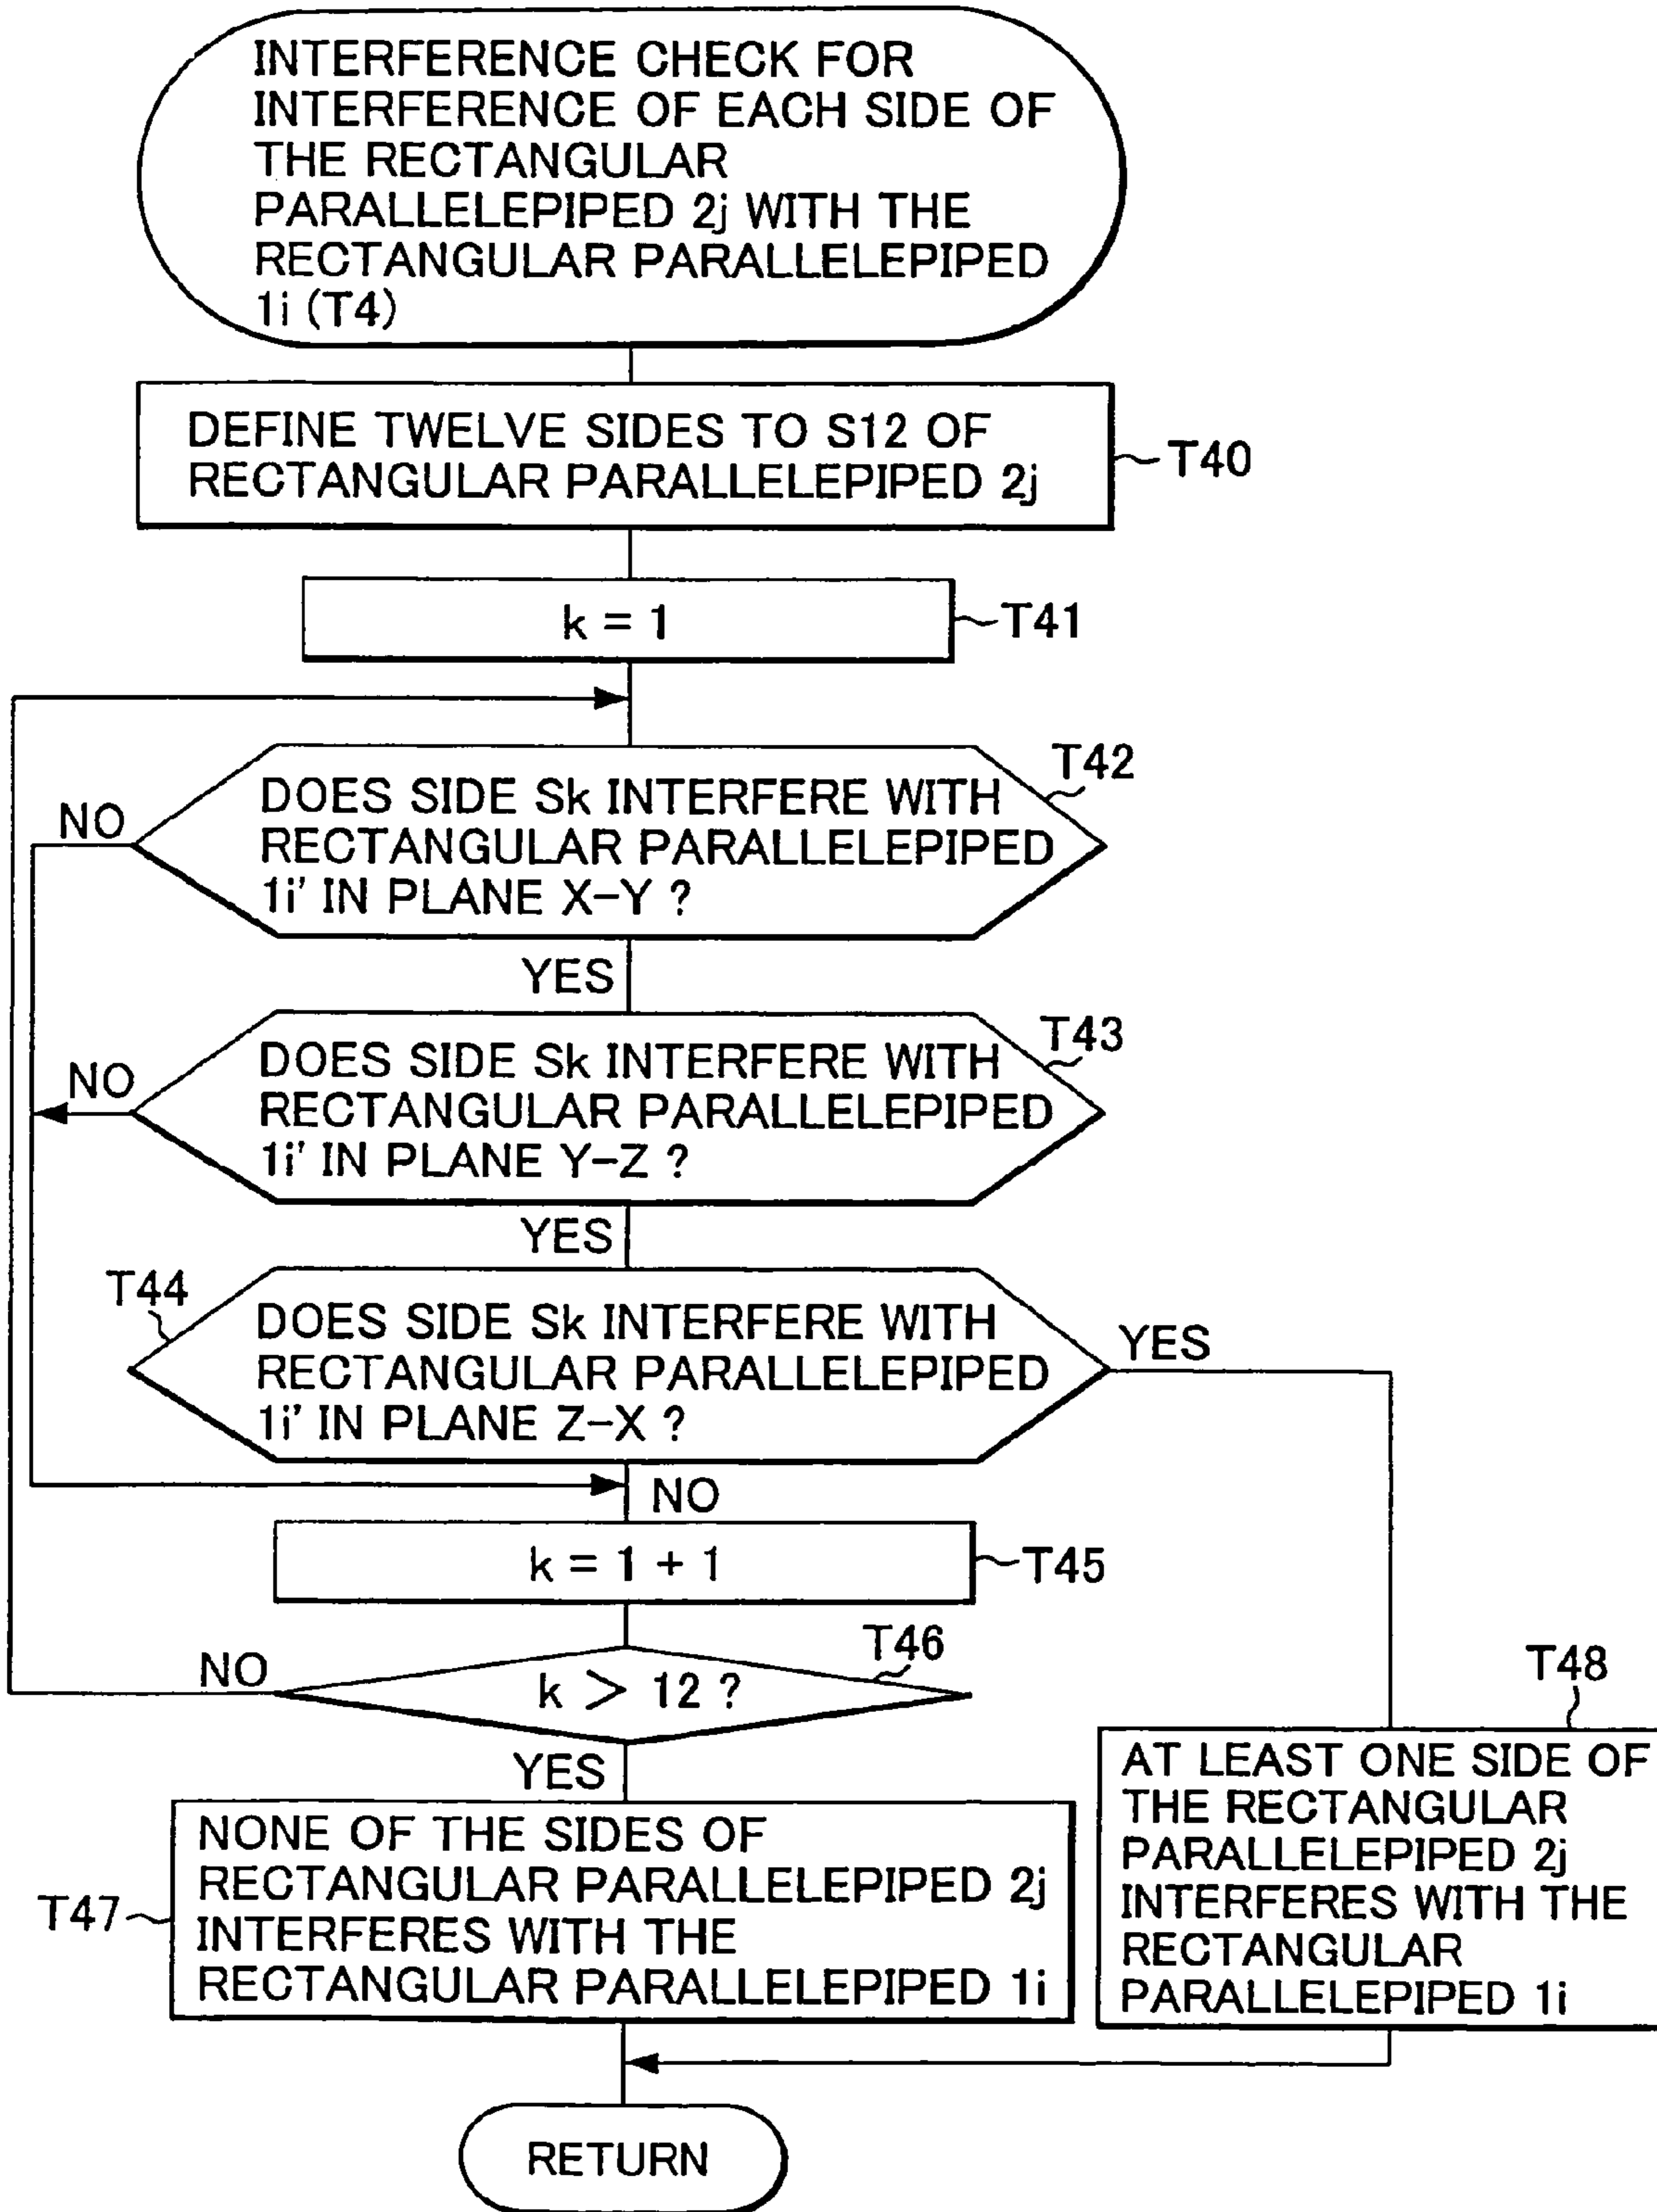 INTERFERENCE CHECK FOR
INTERFERENCE OF EACH SIDE OF
THE RECTANGULAR
PARALLELEPIPED 2j WITH THE
RECTANGULAR PARALLELEPIPED
1i (T4)
DEFINE TWELVE SIDES TO S12 OF
RECTANGULAR PARALLELEPIPED 2j
T40
k = 1
T41
T42
NO
DOES SIDE Sk INTERFERE WITH
RECTANGULAR PARALLELEPIPED
1i' IN PLANE X-Y ?
YES
T43
NO
DOES SIDE Sk INTERFERE WITH
RECTANGULAR PARALLELEPIPED
1i' IN PLANE Y-Z ?
YES
T44
DOES SIDE Sk INTERFERE WITH
RECTANGULAR PARALLELEPIPED
1i' IN PLANE Z-X ?
YES
NO
k = 1 + 1
T45
T46
NO
k > 12 ?
YES
T48
AT LEAST ONE SIDE OF
THE RECTANGULAR
PARALLELEPIPED 2j
INTERFERES WITH THE
RECTANGULAR
PARALLELEPIPED 1i
T47
NONE OF THE SIDES OF
RECTANGULAR PARALLELEPIPED 2j
INTERFERES WITH THE
RECTANGULAR PARALLELEPIPED 1i
RETURN